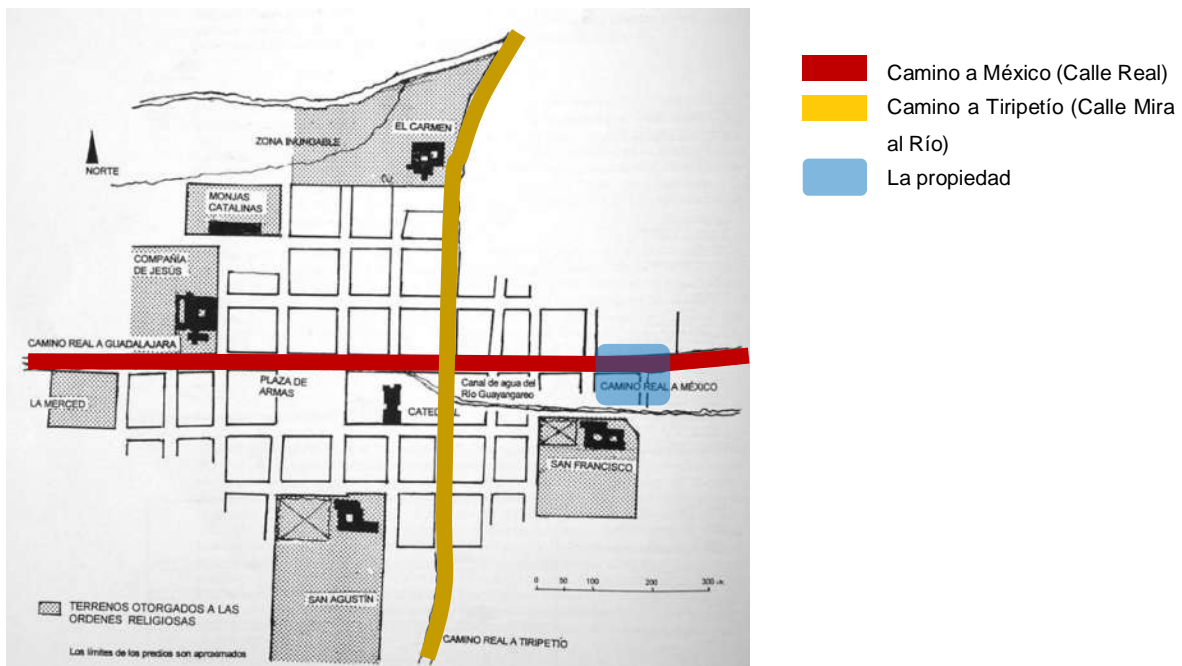 Camino a México (Calle Real)
Camino a Tiripetío (Calle Mira
al Río)
La propiedad
EL CARMEN
ZONA INUNDABLE
NORTE
MONJAS
CATALINAS
COMPAÑÍA
DE JESÚS
CAMINO REAL A GUADALAJARA
PLAZA DE
ARMAS
Canal de agua del
Río Guayangareo
CAMINO REAL A MÉXICO
LA MERCED
CATEDRAL
SAN FRANCISCO
0 50 100 200 300 m.
SAN AGUSTÍN
TERRENOS OTORGADOS A LAS
ORDENES RELIGIOSAS
CAMINO REAL A TIRIPETÍO
Los límites de los predios son aproximados